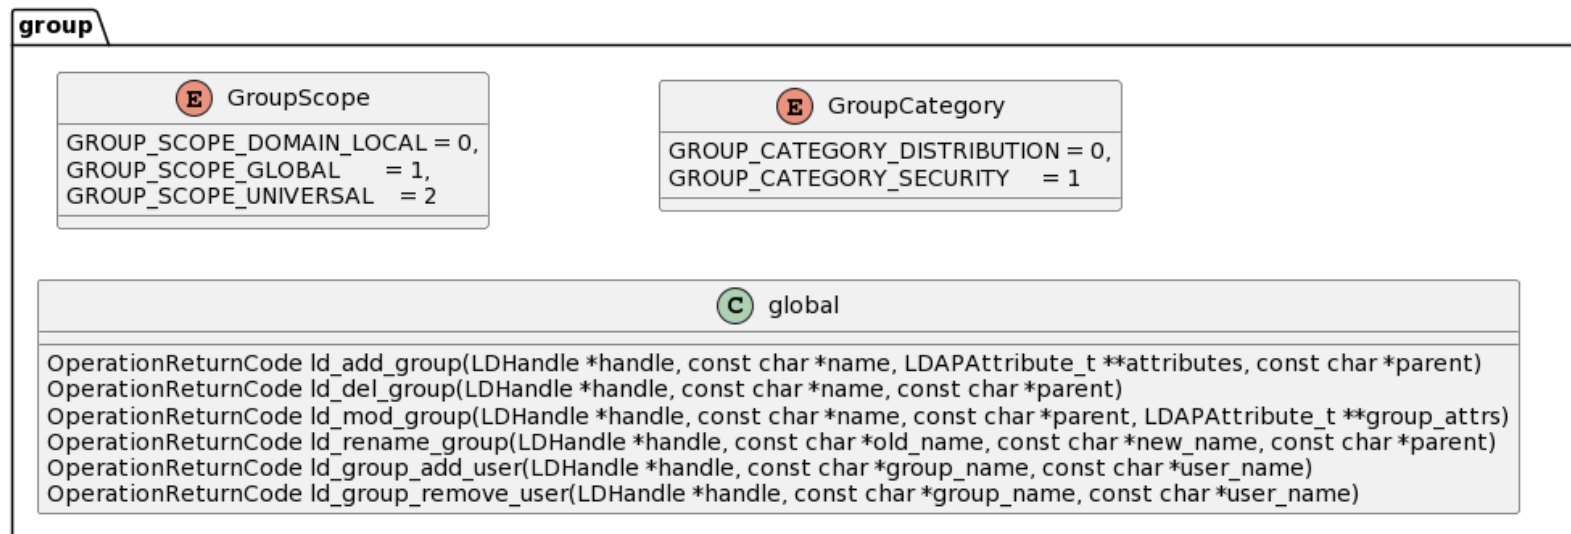 group
E GroupScope
GROUP_SCOPE_DOMAIN_LOCAL = 0,
GROUP_SCOPE_GLOBAL = 1,
GROUP_SCOPE_UNIVERSAL = 2
E GroupCategory
GROUP_CATEGORY_DISTRIBUTION = 0,
GROUP_CATEGORY_SECURITY = 1
C global
OperationReturnCode ld_add_group(LDHandle *handle, const char *name, LDAPAttribute_t **attributes, const char *parent)
OperationReturnCode ld_del_group(LDHandle *handle, const char *name, const char *parent)
OperationReturnCode ld_mod_group(LDHandle *handle, const char *name, const char *parent, LDAPAttribute_t **group_attrs)
OperationReturnCode ld_rename_group(LDHandle *handle, const char *old_name, const char *new_name, const char *parent)
OperationReturnCode ld_group_add_user(LDHandle *handle, const char *group_name, const char *user_name)
OperationReturnCode ld_group_remove_user(LDHandle *handle, const char *group_name, const char *user_name)